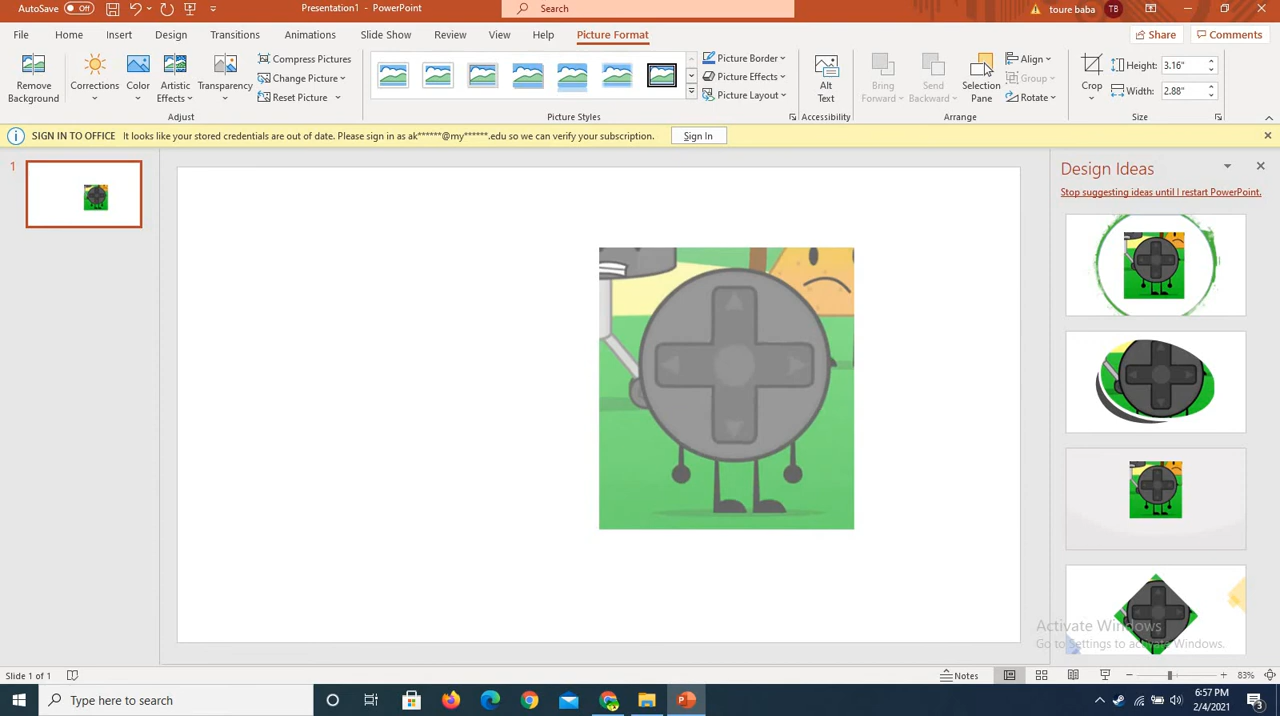 AutoSave Off Presentation1 - PowerPoint Search toure baba TB
File Home Insert Design Transitions Animations Slide Show Review View Help Picture Format Share Comments
Remove Background
Corrections
Color
Artistic Effects
Transparency
Compress Pictures
Change Picture
Reset Picture
Adjust
Picture Border
Picture Effects
Picture Layout
Picture Styles
Alt Text
Accessibility
Bring Forward
Send Backward
Selection Pane
Align
Group
Rotate
Arrange
Crop
Height: 3.16"
Width: 2.88"
Size
SIGN IN TO OFFICE It looks like your stored credentials are out of date. Please sign in as ak******@my******.edu so we can verify your subscription. Sign In
1
Design Ideas
Stop suggesting ideas until I restart PowerPoint.
Activate Windows
Go to Settings to activate Windows.
Slide 1 of 1 Notes 83%
Type here to search
6:57 PM
2/4/2021
3